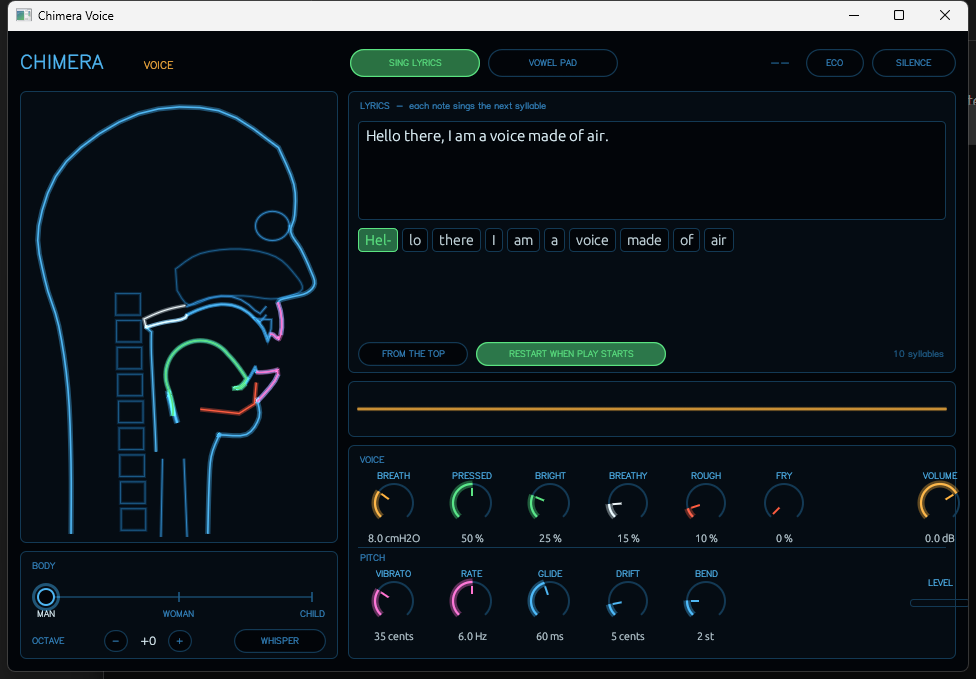 Chimera Voice
CHIMERA VOICE
SING LYRICS VOWEL PAD -- ECO SILENCE
LYRICS – each note sings the next syllable
Hello there, I am a voice made of air.
Hel- lo there I am a voice made of air
FROM THE TOP RESTART WHEN PLAY STARTS 10 syllables
VOICE
BREATH PRESSED BRIGHT BREATHY ROUGH FRY VOLUME
8.0 cmH2O 50 % 25 % 15 % 10 % 0 % 0.0 dB
PITCH
VIBRATO RATE GLIDE DRIFT BEND LEVEL
35 cents 6.0 Hz 60 ms 5 cents 2 st
BODY
MAN WOMAN CHILD
OCTAVE − +0 + WHISPER